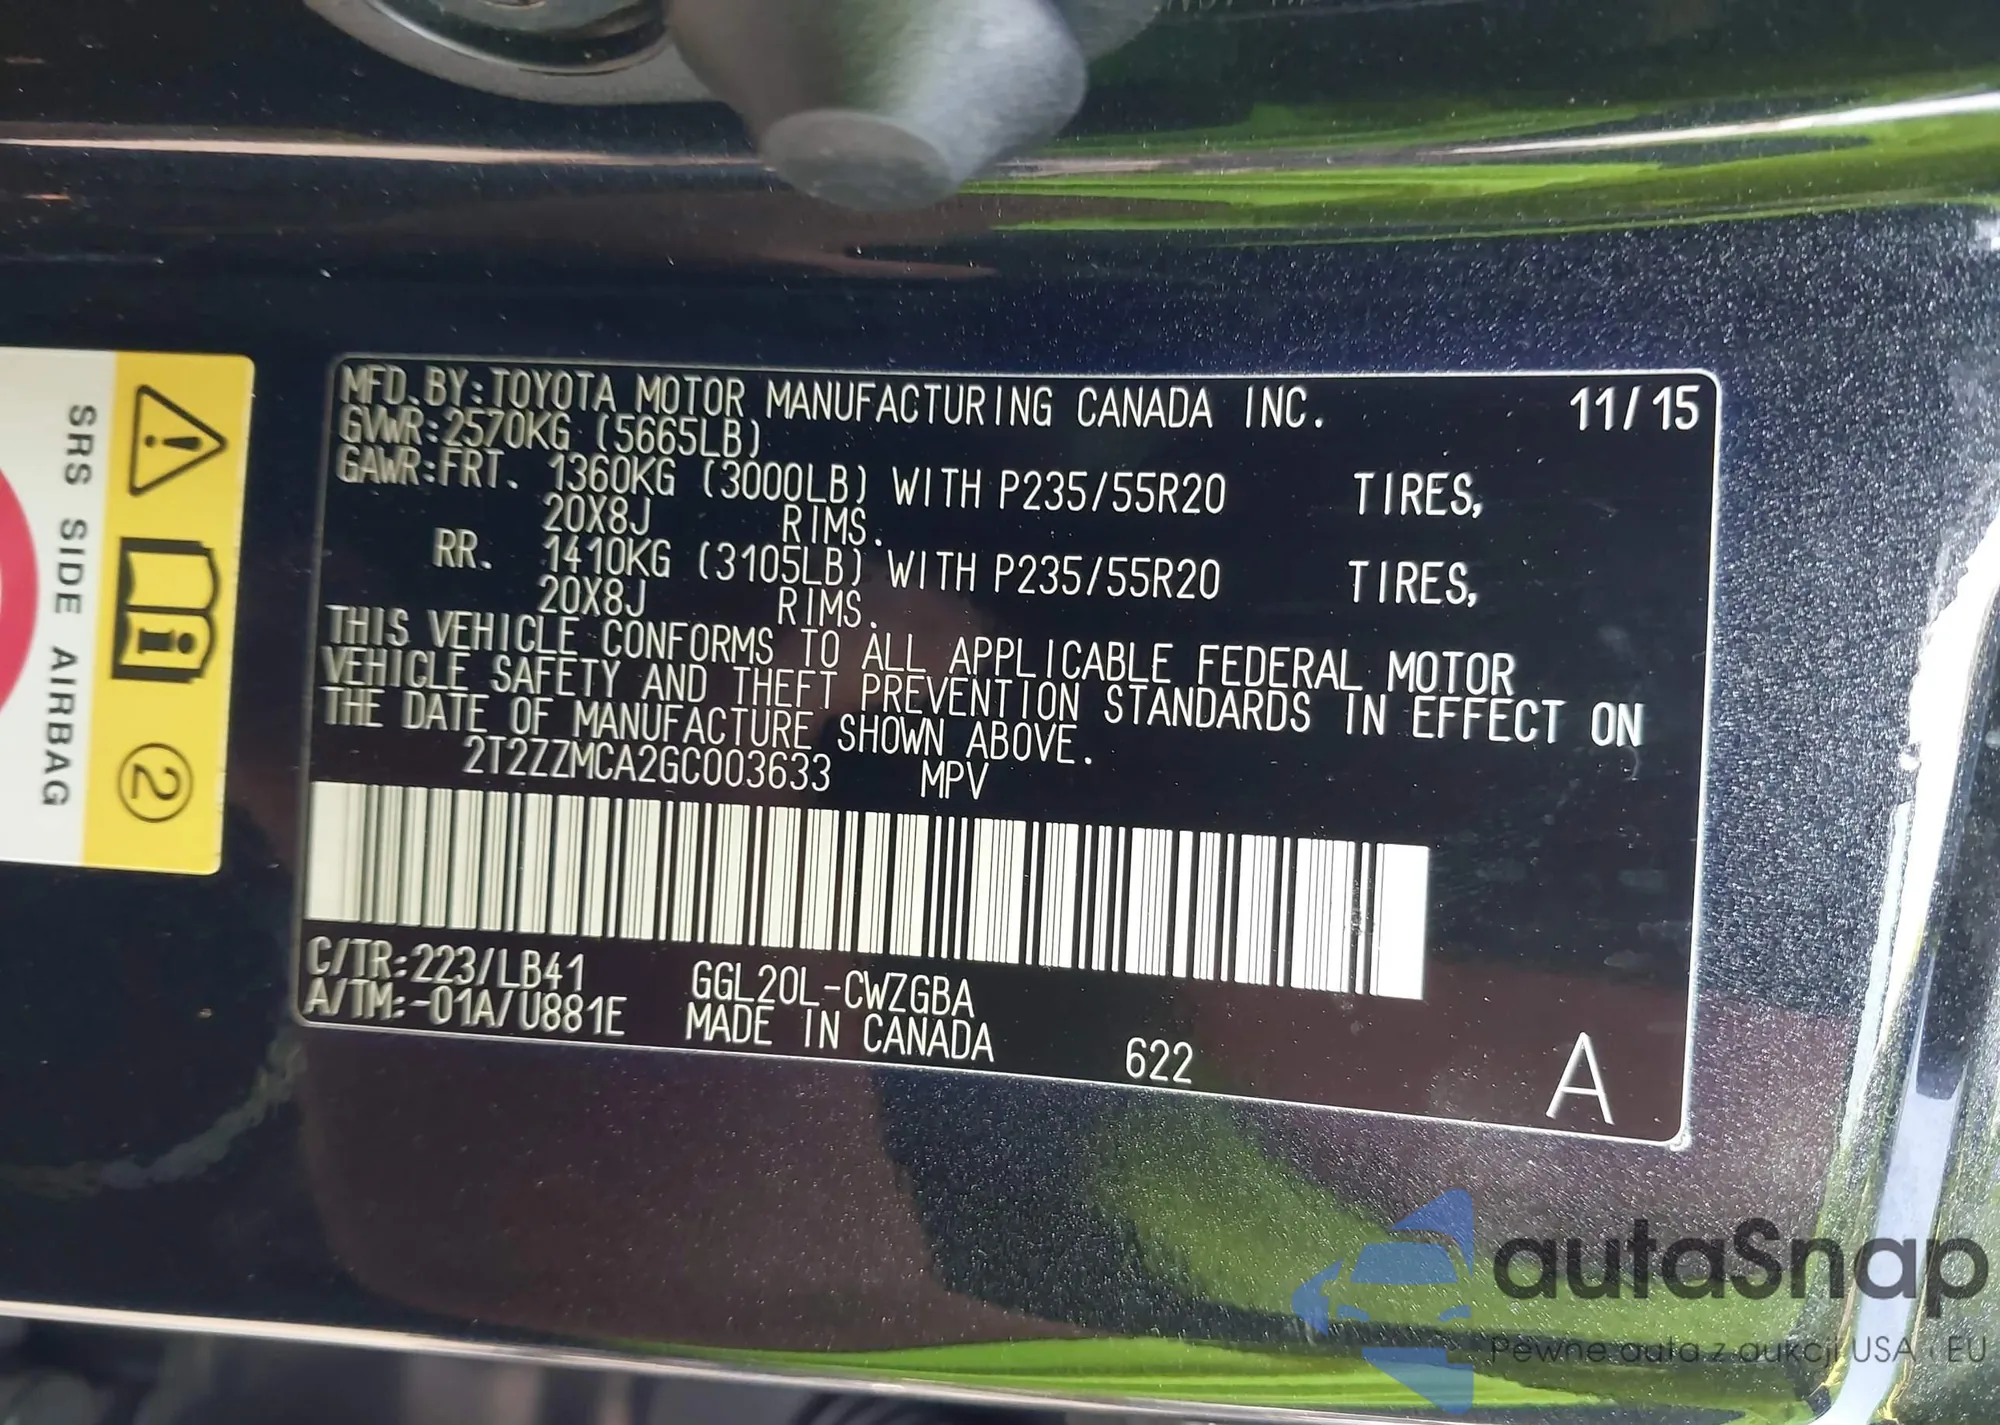 MFD.BY:TOYOTA MOTOR MANUFACTURING CANADA INC. 11/15
GVWR:2570KG (5665LB)
GAWR:FRT. 1360KG (3000LB) WITH P235/55R20 TIRES,
20X8J RIMS.
RR. 1410KG (3105LB) WITH P235/55R20 TIRES,
20X8J RIMS.
THIS VEHICLE CONFORMS TO ALL APPLICABLE FEDERAL MOTOR
VEHICLE SAFETY AND THEFT PREVENTION STANDARDS IN EFFECT ON
THE DATE OF MANUFACTURE SHOWN ABOVE.
2T2ZZMCA2GC003633 MPV
C/TR:223/LB41 GGL20L-CWZGBA
A/TM:-01A/U881E MADE IN CANADA 622 A
SRS SIDE AIRBAG
2
autaSnap
Pewne auta z aukcji USA i EU